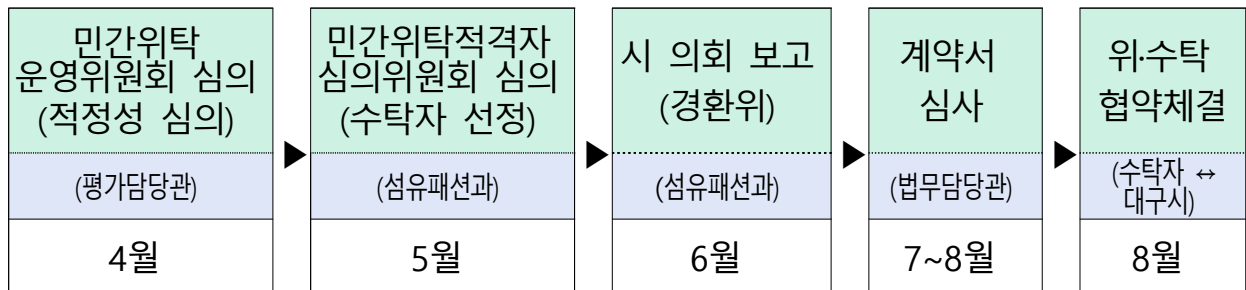 민간위탁
운영위원회 심의
(적정성 심의)
(평가담당관)
4월
민간위탁적격자
심의위원회 심의
(수탁자 선정)
(섬유패션과)
5월
시 의회 보고
(경환위)
(섬유패션과)
6월
계약서
심사
(법무담당관)
7~8월
위·수탁
협약체결
(수탁자 ↔
대구시)
8월